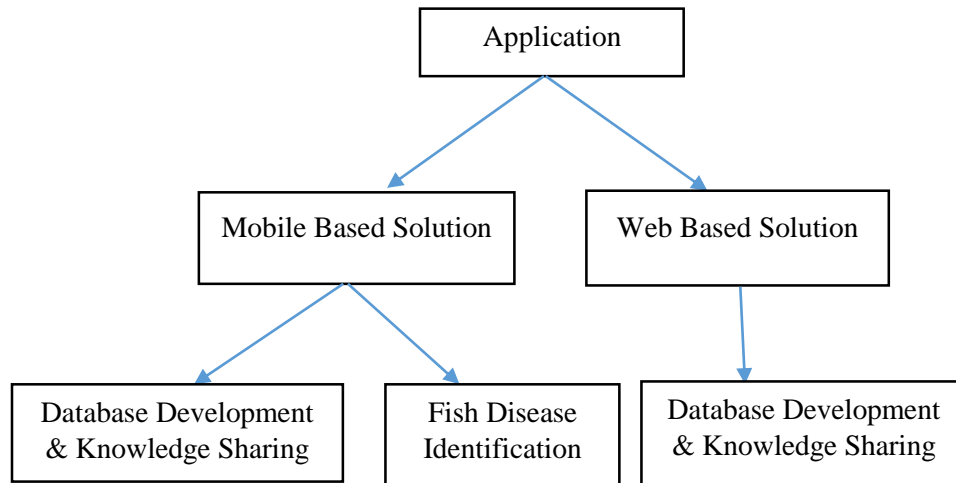 Application
Mobile Based Solution
Web Based Solution
Database Development
& Knowledge Sharing
Fish Disease
Identification
Database Development
& Knowledge Sharing